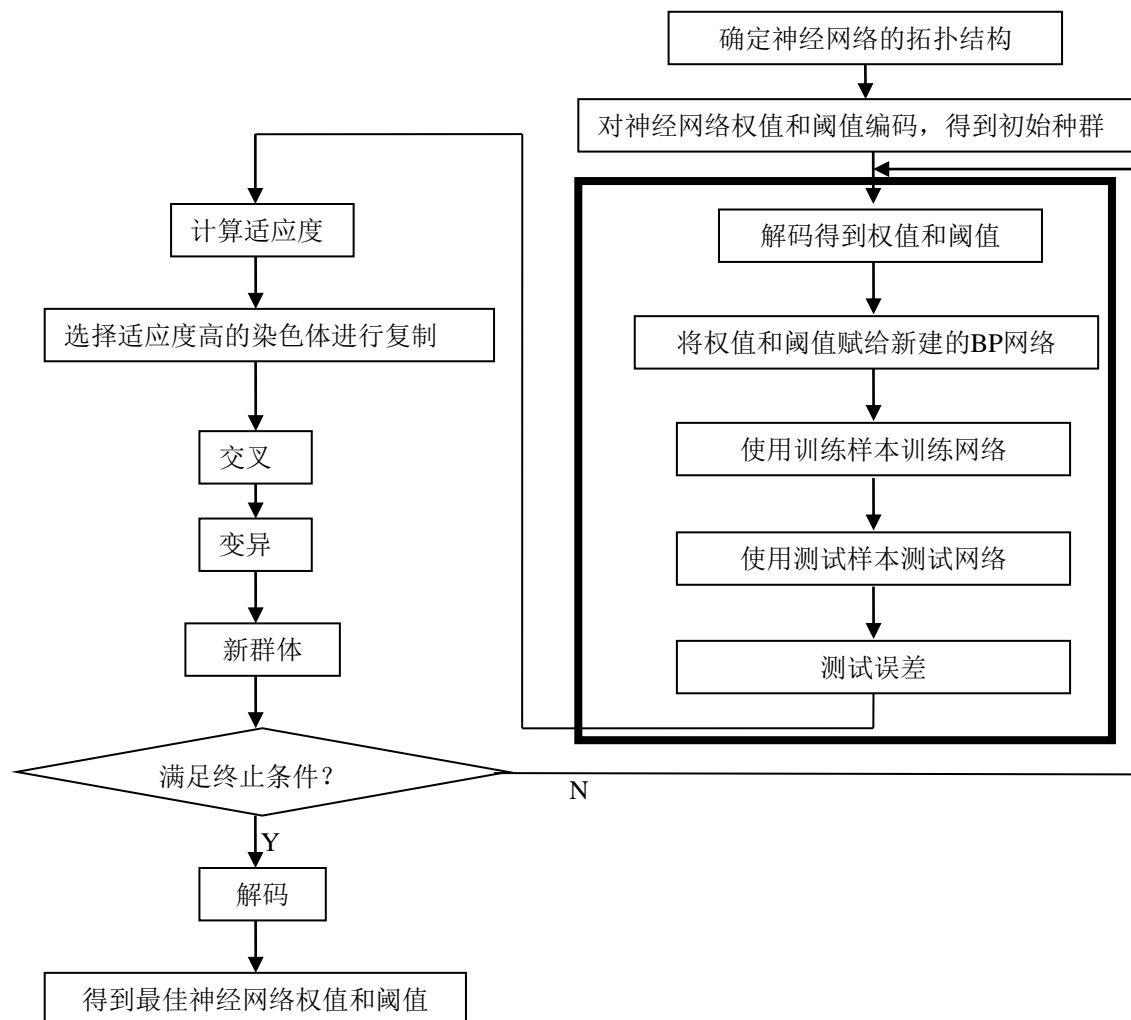 确定神经网络的拓扑结构
对神经网络权值和阈值编码，得到初始种群
解码得到权值和阈值
将权值和阈值赋给新建的BP网络
使用训练样本训练网络
使用测试样本测试网络
测试误差
计算适应度
选择适应度高的染色体进行复制
交叉
变异
新群体
满足终止条件？
N
Y
解码
得到最佳神经网络权值和阈值